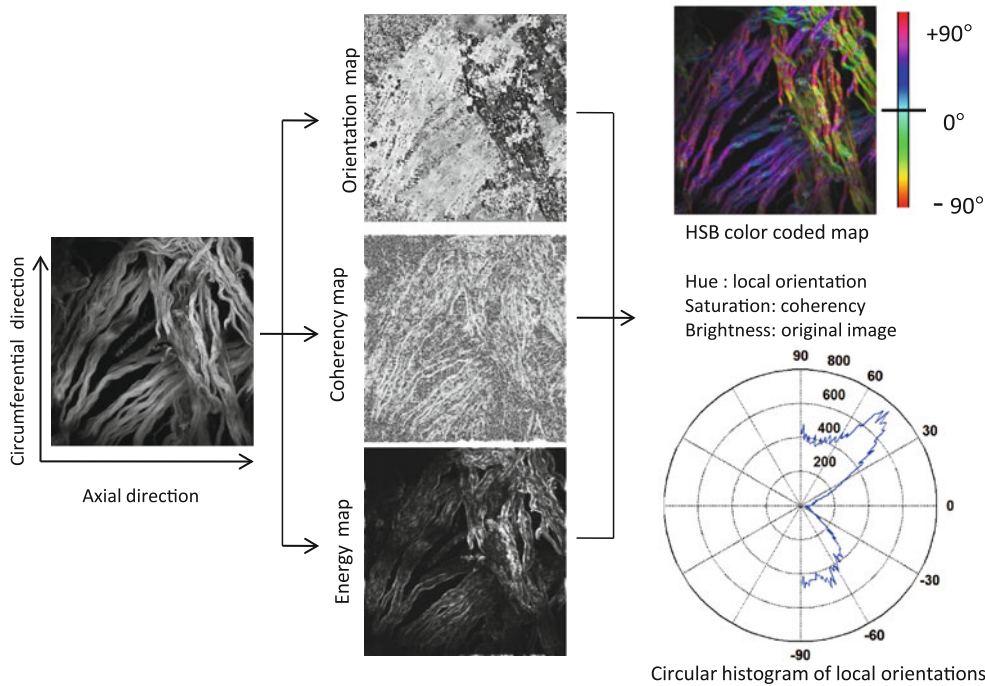 Circumferential direction
Axial direction
Orientation map
Coherency map
Energy map
+90°
0°
- 90°
HSB color coded map
Hue : local orientation
Saturation: coherency
Brightness: original image
90
800
60
600
400
30
200
0
-30
-60
-90
Circular histogram of local orientations